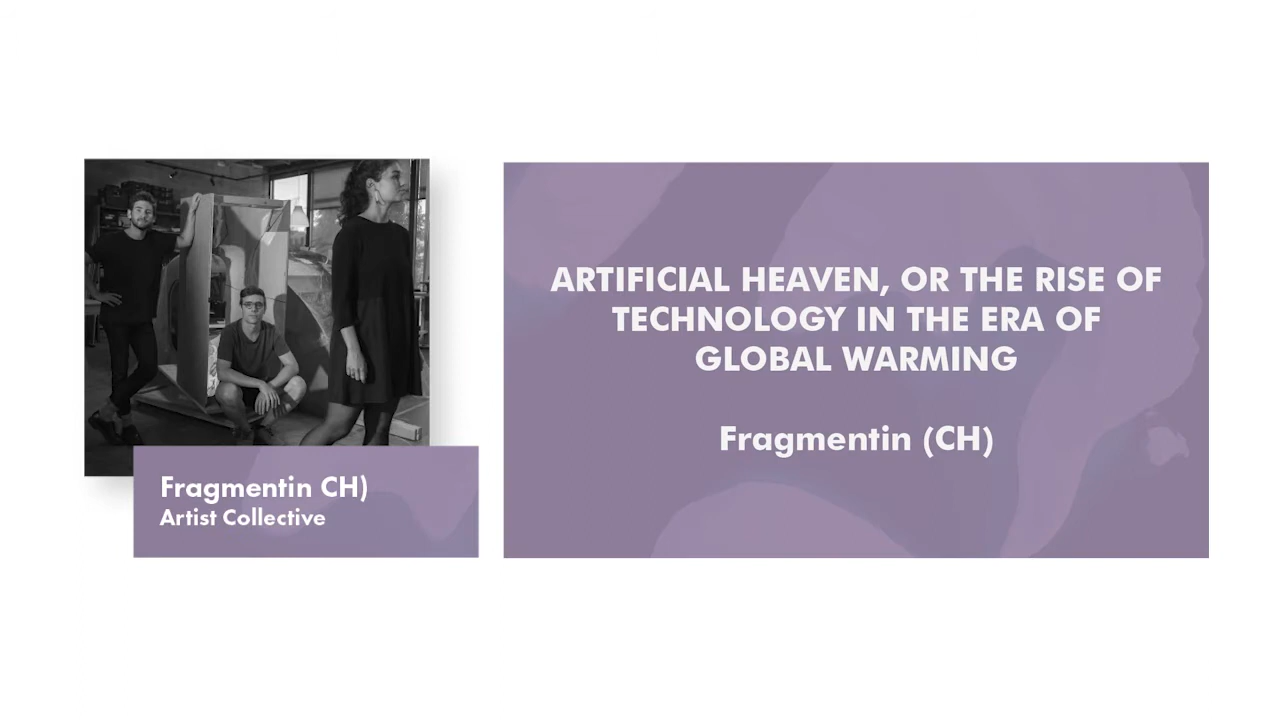 Fragmentin CH)
Artist Collective
ARTIFICIAL HEAVEN, OR THE RISE OF
TECHNOLOGY IN THE ERA OF
GLOBAL WARMING
Fragmentin (CH)